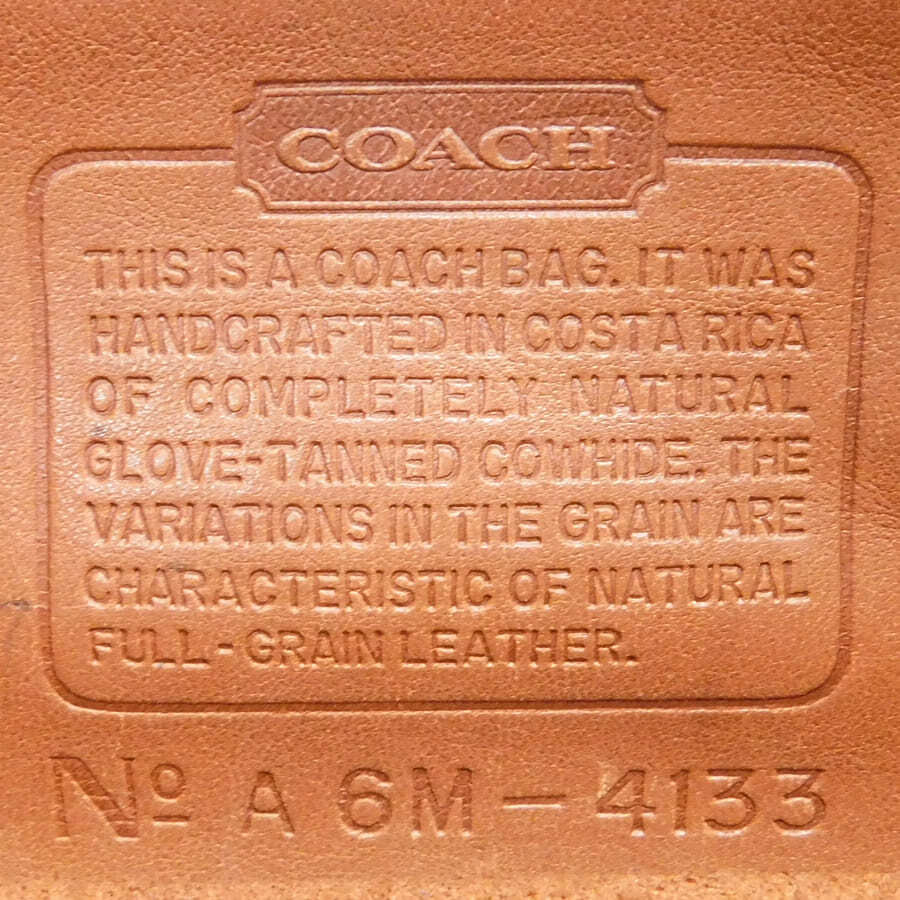 COACH
THIS IS A COACH BAG. IT WAS
HANDCRAFTED IN COSTA RICA
OF COMPLETELY NATURAL
GLOVE-TANNED COWHIDE. THE
VARIATIONS IN THE GRAIN ARE
CHARACTERISTIC OF NATURAL
FULL-GRAIN LEATHER.
Nº A 6M-4133